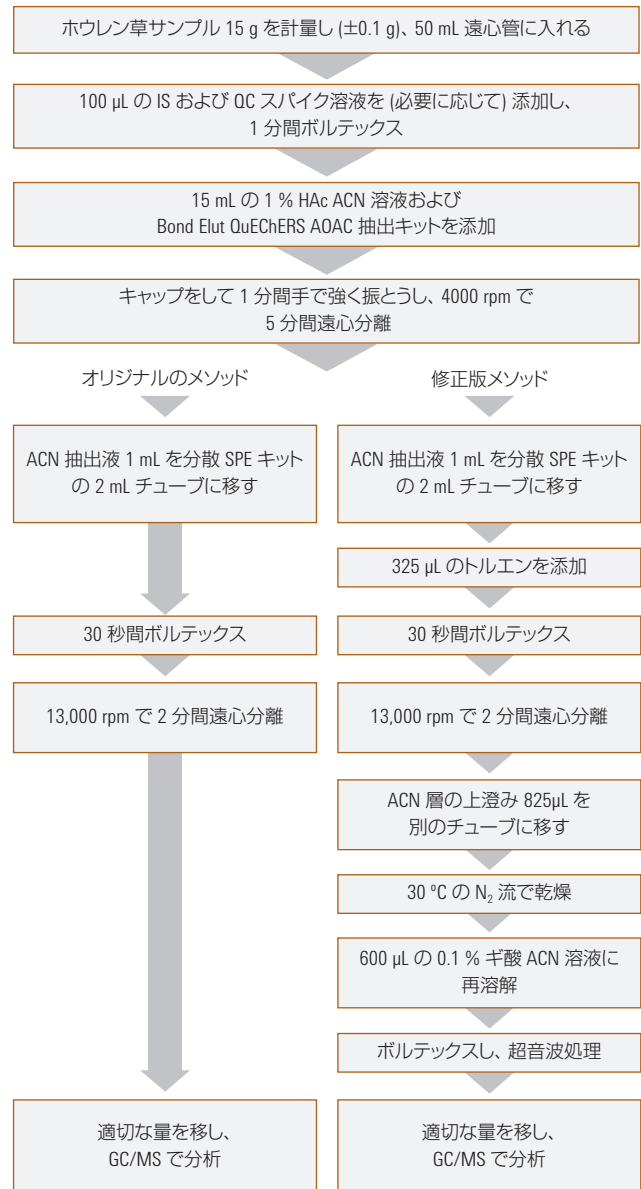 ホウレン草サンプル 15 g を計量し (±0.1 g)、50 mL 遠心管に入れる
100 µL の IS および QC スパイク溶液を (必要に応じて) 添加し、
1 分間ボルテックス
15 mL の 1 % HAc ACN 溶液および
Bond Elut QuEChERS AOAC 抽出キットを添加
キャップをして 1 分間手で強く振とうし、4000 rpm で
5 分間遠心分離
オリジナルのメソッド
ACN 抽出液 1 mL を分散 SPE キット
の 2 mL チューブに移す
30 秒間ボルテックス
13,000 rpm で 2 分間遠心分離
適切な量を移し、
GC/MS で分析
修正版メソッド
ACN 抽出液 1 mL を分散 SPE キット
の 2 mL チューブに移す
325 µL のトルエンを添加
30 秒間ボルテックス
13,000 rpm で 2 分間遠心分離
ACN 層の上澄み 825µL を
別のチューブに移す
30 ºC の N₂ 流で乾燥
600 µL の 0.1 % ギ酸 ACN 溶液に
再溶解
ボルテックスし、超音波処理
適切な量を移し、
GC/MS で分析